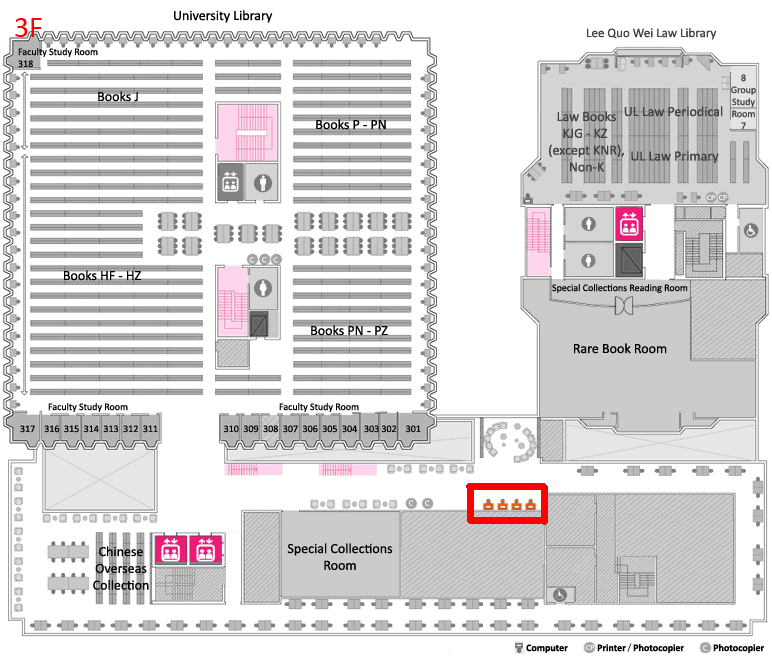 3F
University Library
Lee Quo Wei Law Library
Faculty Study Room
318
Books J
Books P - PN
Law Books
KJG - KZ
(except KNR),
Non-K
UL Law Periodical
UL Law Primary
8
Group
Study
Room
7
CP
CP
C C C
Books HF - HZ
Books PN - PZ
Special Collections Reading Room
Rare Book Room
Faculty Study Room
Faculty Study Room
317 316 315 314 313 312 311
310 309 308 307 306 305 304 303 302 301
C C
Special Collections
Room
Chinese
Overseas
Collection
Computer
CP Printer / Photocopier
C Photocopier